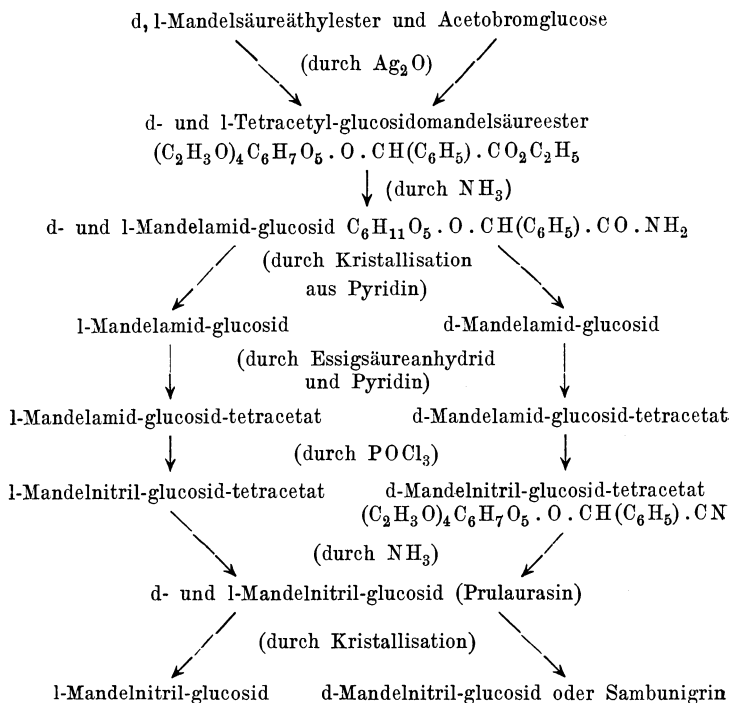 d, l-Mandelsäureäthylester und Acetobromglucose
(durch Ag₂O)
d- und l-Tetracetyl-glucosidomandelsäureester
(C₂H₃O)₄C₆H₇O₅ . O . CH(C₆H₅) . CO₂C₂H₅
(durch NH₃)
d- und l-Mandelamid-glucosid C₆H₁₁O₅ . O . CH(C₆H₅) . CO . NH₂
(durch Kristallisation
aus Pyridin)
l-Mandelamid-glucosid d-Mandelamid-glucosid
(durch Essigsäureanhydrid
und Pyridin)
l-Mandelamid-glucosid-tetracetat d-Mandelamid-glucosid-tetracetat
(durch POCl₃)
l-Mandelnitril-glucosid-tetracetat d-Mandelnitril-glucosid-tetracetat
(C₂H₃O)₄C₆H₇O₅ . O . CH(C₆H₅) . CN
(durch NH₃)
d- und l-Mandelnitril-glucosid (Prulaurasin)
(durch Kristallisation)
l-Mandelnitril-glucosid d-Mandelnitril-glucosid oder Sambunigrin